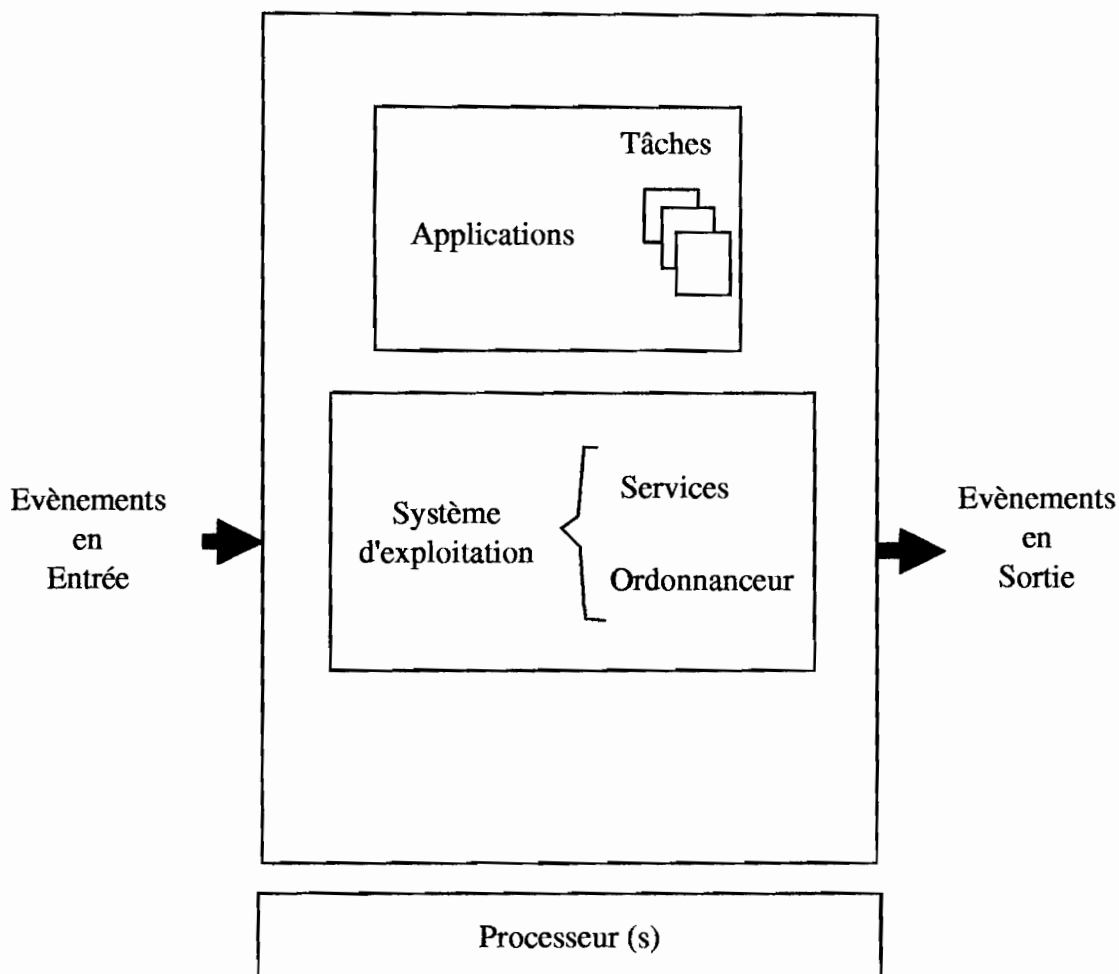 Tâches
Applications
Evènements
en
Entrée
Système
d'exploitation
Services
Ordonnanceur
Evènements
en
Sortie
Processeur (s)